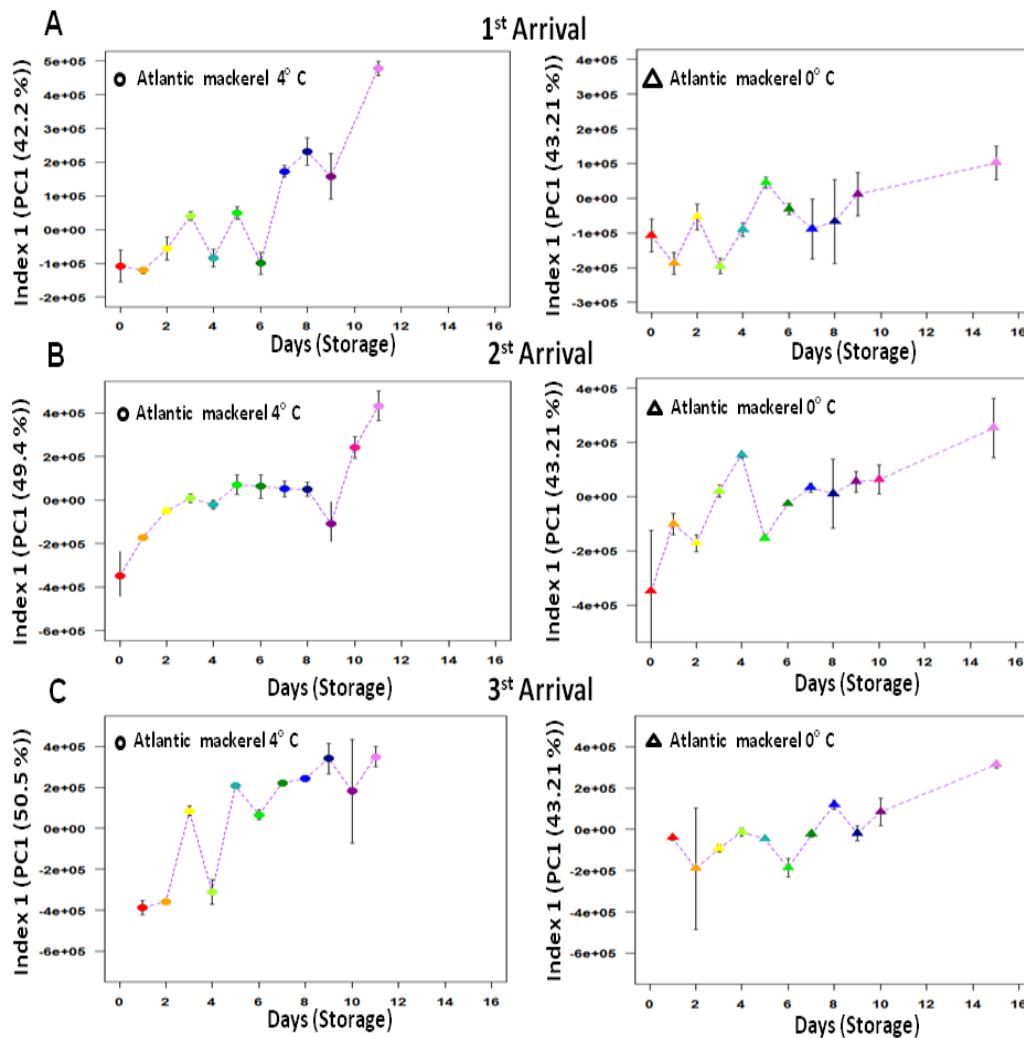 A
1st Arrival
Atlantic mackerel 4° C
Index 1 (PC1 (42.2 %))
5e+05
4e+05
3e+05
2e+05
1e+05
0e+00
-1e+05
-2e+05
0 2 4 6 8 10 12 14 16
Days (Storage)
Atlantic mackerel 0° C
Index 1 (PC1 (43.21 %))
4e+05
3e+05
2e+05
1e+05
0e+00
-1e+05
-2e+05
-3e+05
0 2 4 6 8 10 12 14 16
Days (Storage)
B
2st Arrival
Atlantic mackerel 4° C
Index 1 (PC1 (49.4 %))
4e+05
2e+05
0e+00
-2e+05
-4e+05
-6e+05
0 2 4 6 8 10 12 14 16
Days (Storage)
Atlantic mackerel 0° C
Index 1 (PC1 (43.21 %))
4e+05
2e+05
0e+00
-2e+05
-4e+05
0 2 4 6 8 10 12 14 16
Days (Storage)
C
3st Arrival
Atlantic mackerel 4° C
Index 1 (PC1 (50.5 %))
4e+05
2e+05
0e+00
-2e+05
-4e+05
-6e+05
0 2 4 6 8 10 12 14 16
Days (Storage)
Atlantic mackerel 0° C
Index 1 (PC1 (43.21 %))
4e+05
2e+05
0e+00
-2e+05
-4e+05
-6e+05
0 2 4 6 8 10 12 14 16
Days (Storage)